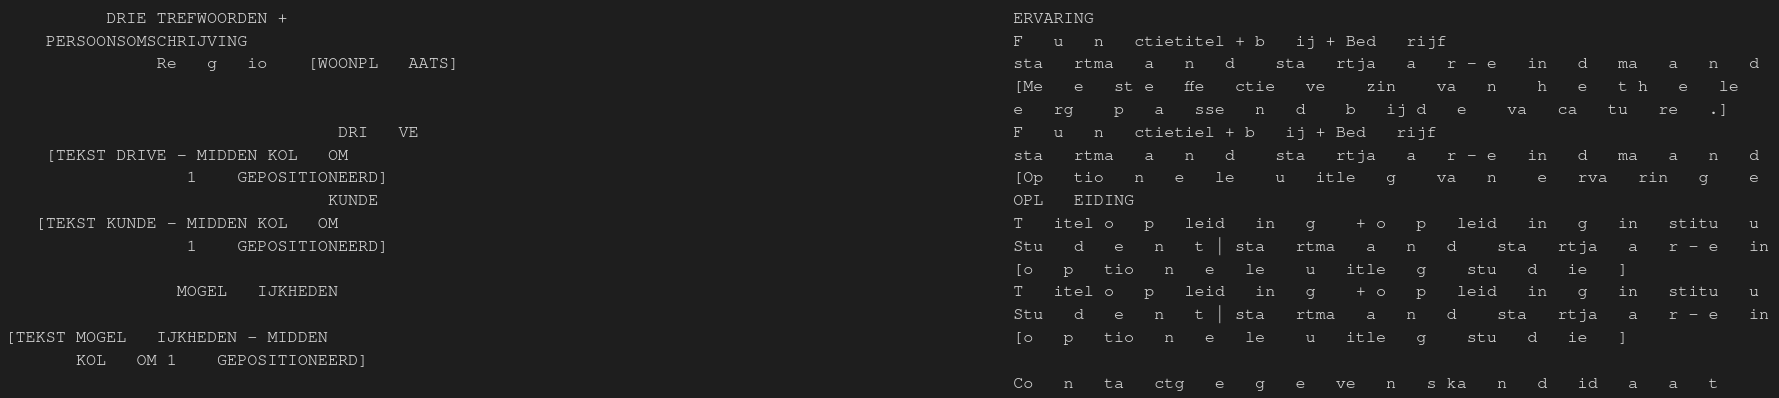 DRIE TREFWOORDEN +
PERSOONSOMSCHRIJVING
Re g io [WOONPL AATS]
DRI VE
[TEKST DRIVE – MIDDEN KOL OM
1 GEPOSITIONEERD]
KUNDE
[TEKST KUNDE – MIDDEN KOL OM
1 GEPOSITIONEERD]
MOGEL IJKHEDEN
[TEKST MOGEL IJKHEDEN – MIDDEN
KOL OM 1 GEPOSITIONEERD]
ERVARING
F u n ctietitel + b ij + Bed rijf
sta rtma a n d sta rtja a r – e in d ma a n d
[Me e st e ffe ctie ve zin va n h e t h e le
e rg p a sse n d b ij d e va ca tu re .]
F u n ctietiel + b ij + Bed rijf
sta rtma a n d sta rtja a r – e in d ma a n d
[Op tio n e le u itle g va n e rva rin g e
OPL EIDING
T itel o p leid in g + o p leid in g in stitu u
Stu d e n t | sta rtma a n d sta rtja a r – e in
[o p tio n e le u itle g stu d ie ]
T itel o p leid in g + o p leid in g in stitu u
Stu d e n t | sta rtma a n d sta rtja a r – e in
[o p tio n e le u itle g stu d ie ]
Co n ta ctg e g e ve n s ka n d id a a t